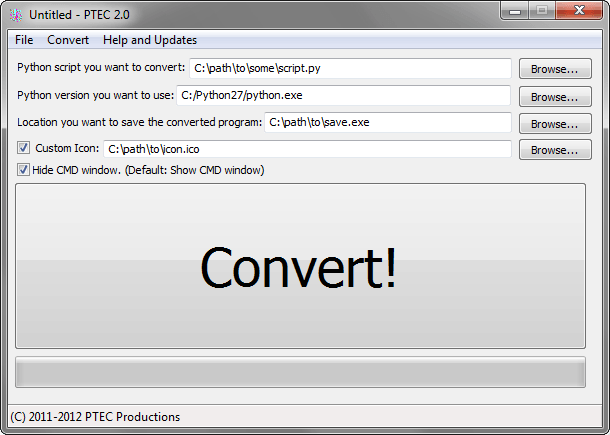 Untitled - PTEC 2.0
File Convert Help and Updates
Python script you want to convert: C:\path\to\some\script.py Browse...
Python version you want to use: C:/Python27/python.exe Browse...
Location you want to save the converted program: C:\path\to\save.exe Browse...
Custom Icon: C:\path\to\icon.ico Browse...
Hide CMD window. (Default: Show CMD window)
Convert!
(C) 2011-2012 PTEC Productions